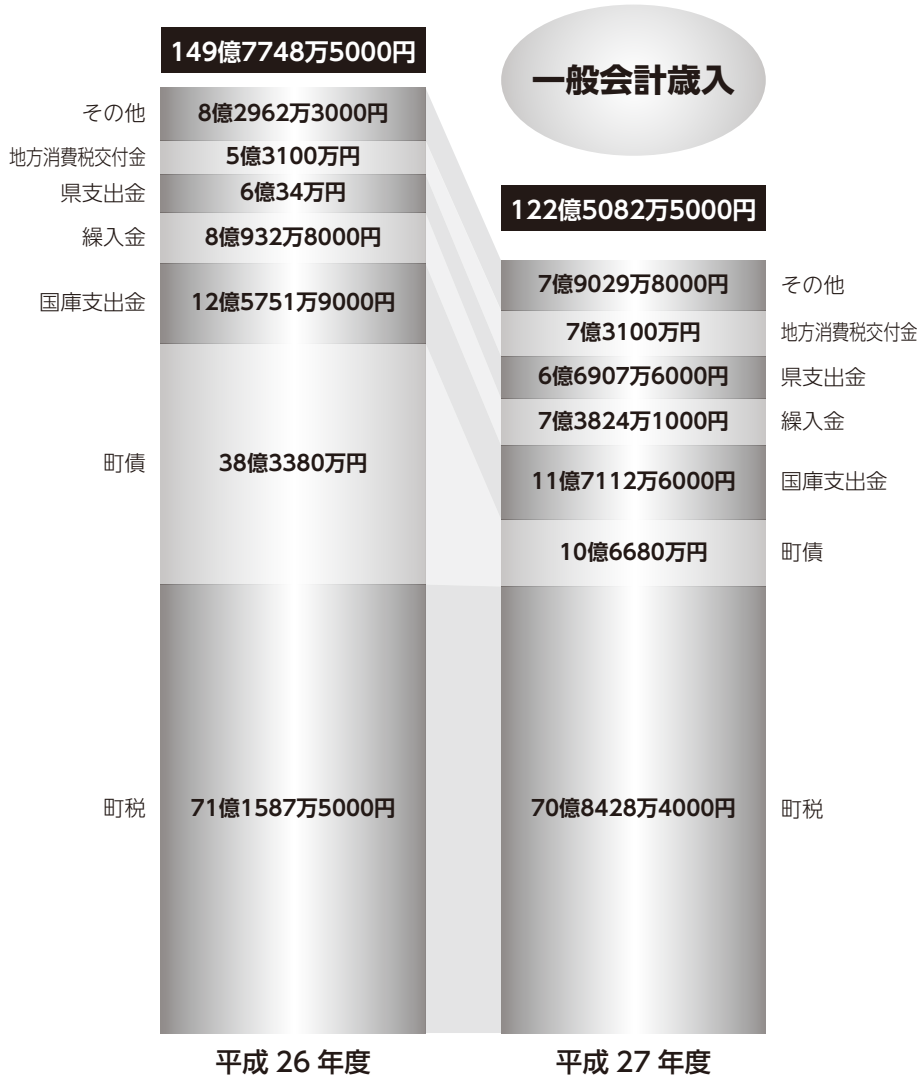 一般会計歳入
149億7748万5000円
その他 8億2962万3000円
地方消費税交付金 5億3100万円
県支出金 6億34万円
繰入金 8億932万8000円
国庫支出金 12億5751万9000円
町債 38億3380万円
町税 71億1587万5000円
平成 26 年度
122億5082万5000円
7億9029万8000円 その他
7億3100万円 地方消費税交付金
6億6907万6000円 県支出金
7億3824万1000円 繰入金
11億7112万6000円 国庫支出金
10億6680万円 町債
70億8428万4000円 町税
平成 27 年度